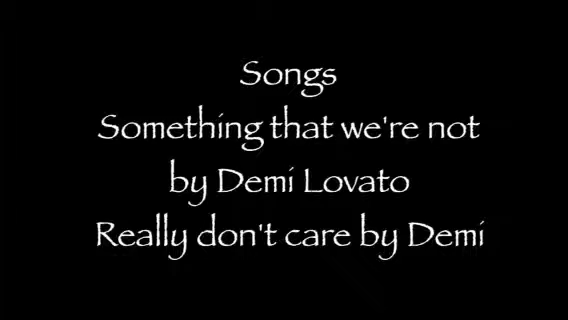 Songs
Something that we're not
by Demi Lovato
Really don't care by Demi